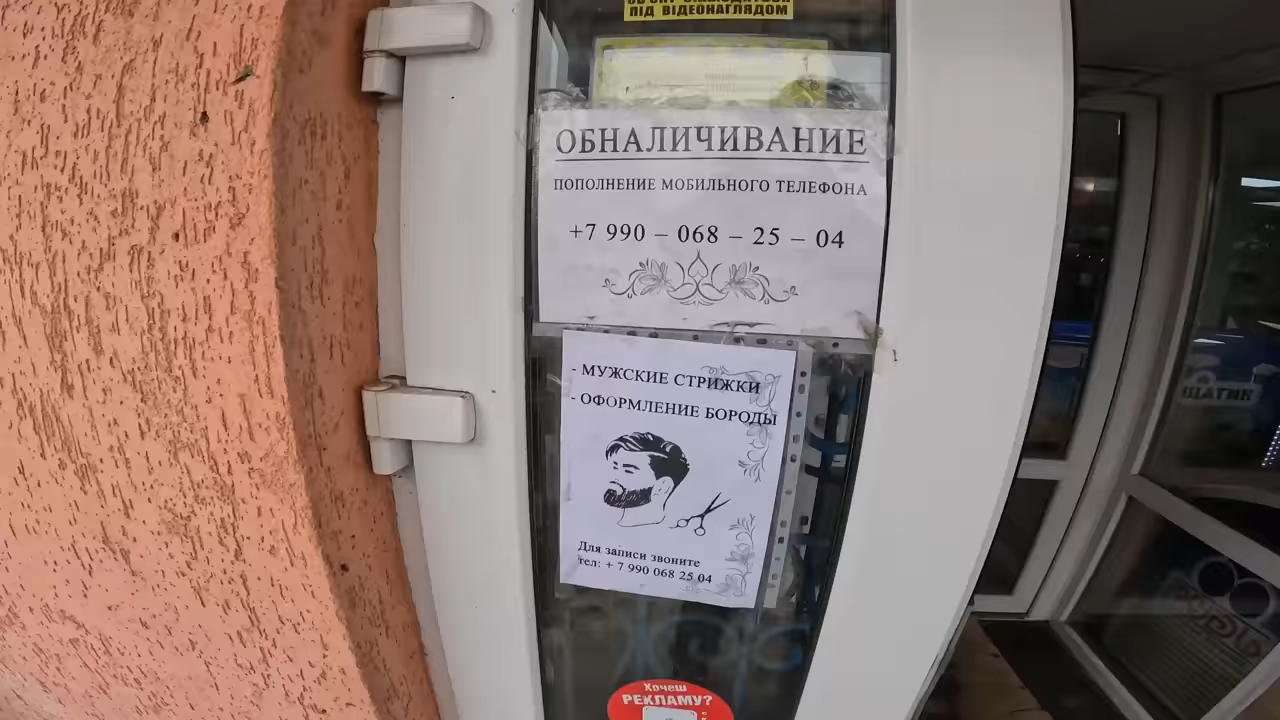 ПІД ВІДЕОНАГЛЯДОМ
ОБНАЛИЧИВАНИЕ
ПОПОЛНЕНИЕ МОБИЛЬНОГО ТЕЛЕФОНА
+7 990 – 068 – 25 – 04
- МУЖСКИЕ СТРИЖКИ
- ОФОРМЛЕНИЕ БОРОДЫ
Для записи звоните
тел: + 7 990 068 25 04
Хочеш
РЕКЛАМУ?